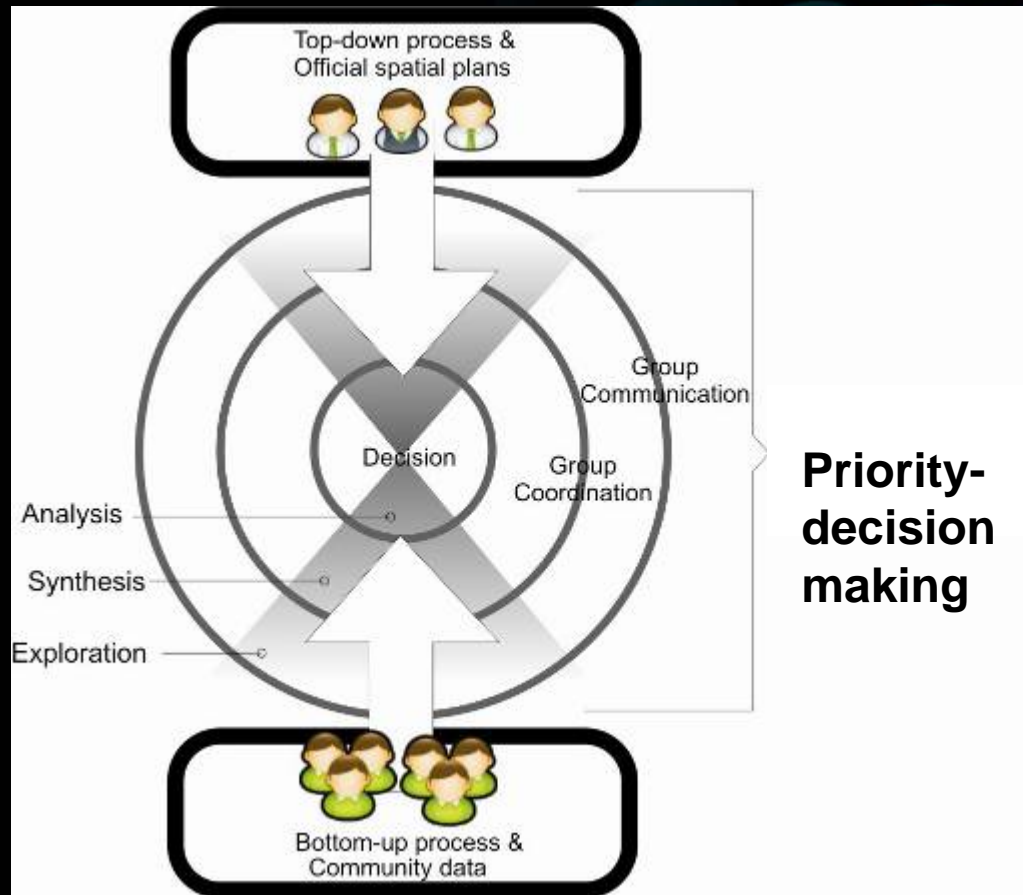 Top-down process &
Official spatial plans
Group
Communication
Decision
Group
Coordination
Analysis
Synthesis
Exploration
Priority-
decision
making
Bottom-up process &
Community data